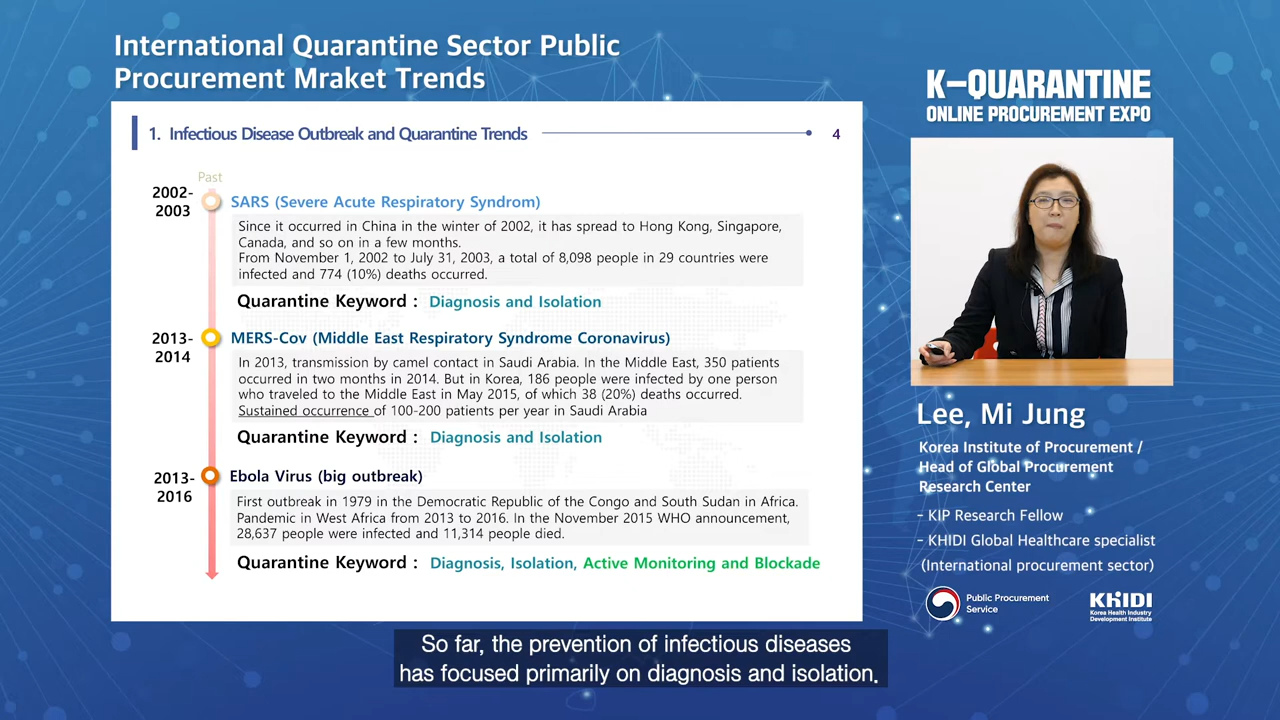 International Quarantine Sector Public
Procurement Mraket Trends
K-QUARANTINE
ONLINE PROCUREMENT EXPO
1. Infectious Disease Outbreak and Quarantine Trends
4
Past
2002-
2003
SARS (Severe Acute Respiratory Syndrom)
Since it occurred in China in the winter of 2002, it has spread to Hong Kong, Singapore,
Canada, and so on in a few months.
From November 1, 2002 to July 31, 2003, a total of 8,098 people in 29 countries were
infected and 774 (10%) deaths occurred.
Quarantine Keyword : Diagnosis and Isolation
2013-
2014
MERS-Cov (Middle East Respiratory Syndrome Coronavirus)
In 2013, transmission by camel contact in Saudi Arabia. In the Middle East, 350 patients
occurred in two months in 2014. But in Korea, 186 people were infected by one person
who traveled to the Middle East in May 2015, of which 38 (20%) deaths occurred.
Sustained occurrence of 100-200 patients per year in Saudi Arabia
Quarantine Keyword : Diagnosis and Isolation
2013-
2016
Ebola Virus (big outbreak)
First outbreak in 1979 in the Democratic Republic of the Congo and South Sudan in Africa.
Pandemic in West Africa from 2013 to 2016. In the November 2015 WHO announcement,
28,637 people were infected and 11,314 people died.
Quarantine Keyword : Diagnosis, Isolation, Active Monitoring and Blockade
Lee, Mi Jung
Korea Institute of Procurement /
Head of Global Procurement
Research Center
- KIP Research Fellow
- KHIDI Global Healthcare specialist
(International procurement sector)
Public Procurement
Service
KHIDI
Korea Health Industry
Development Institute
So far, the prevention of infectious diseases
has focused primarily on diagnosis and isolation.